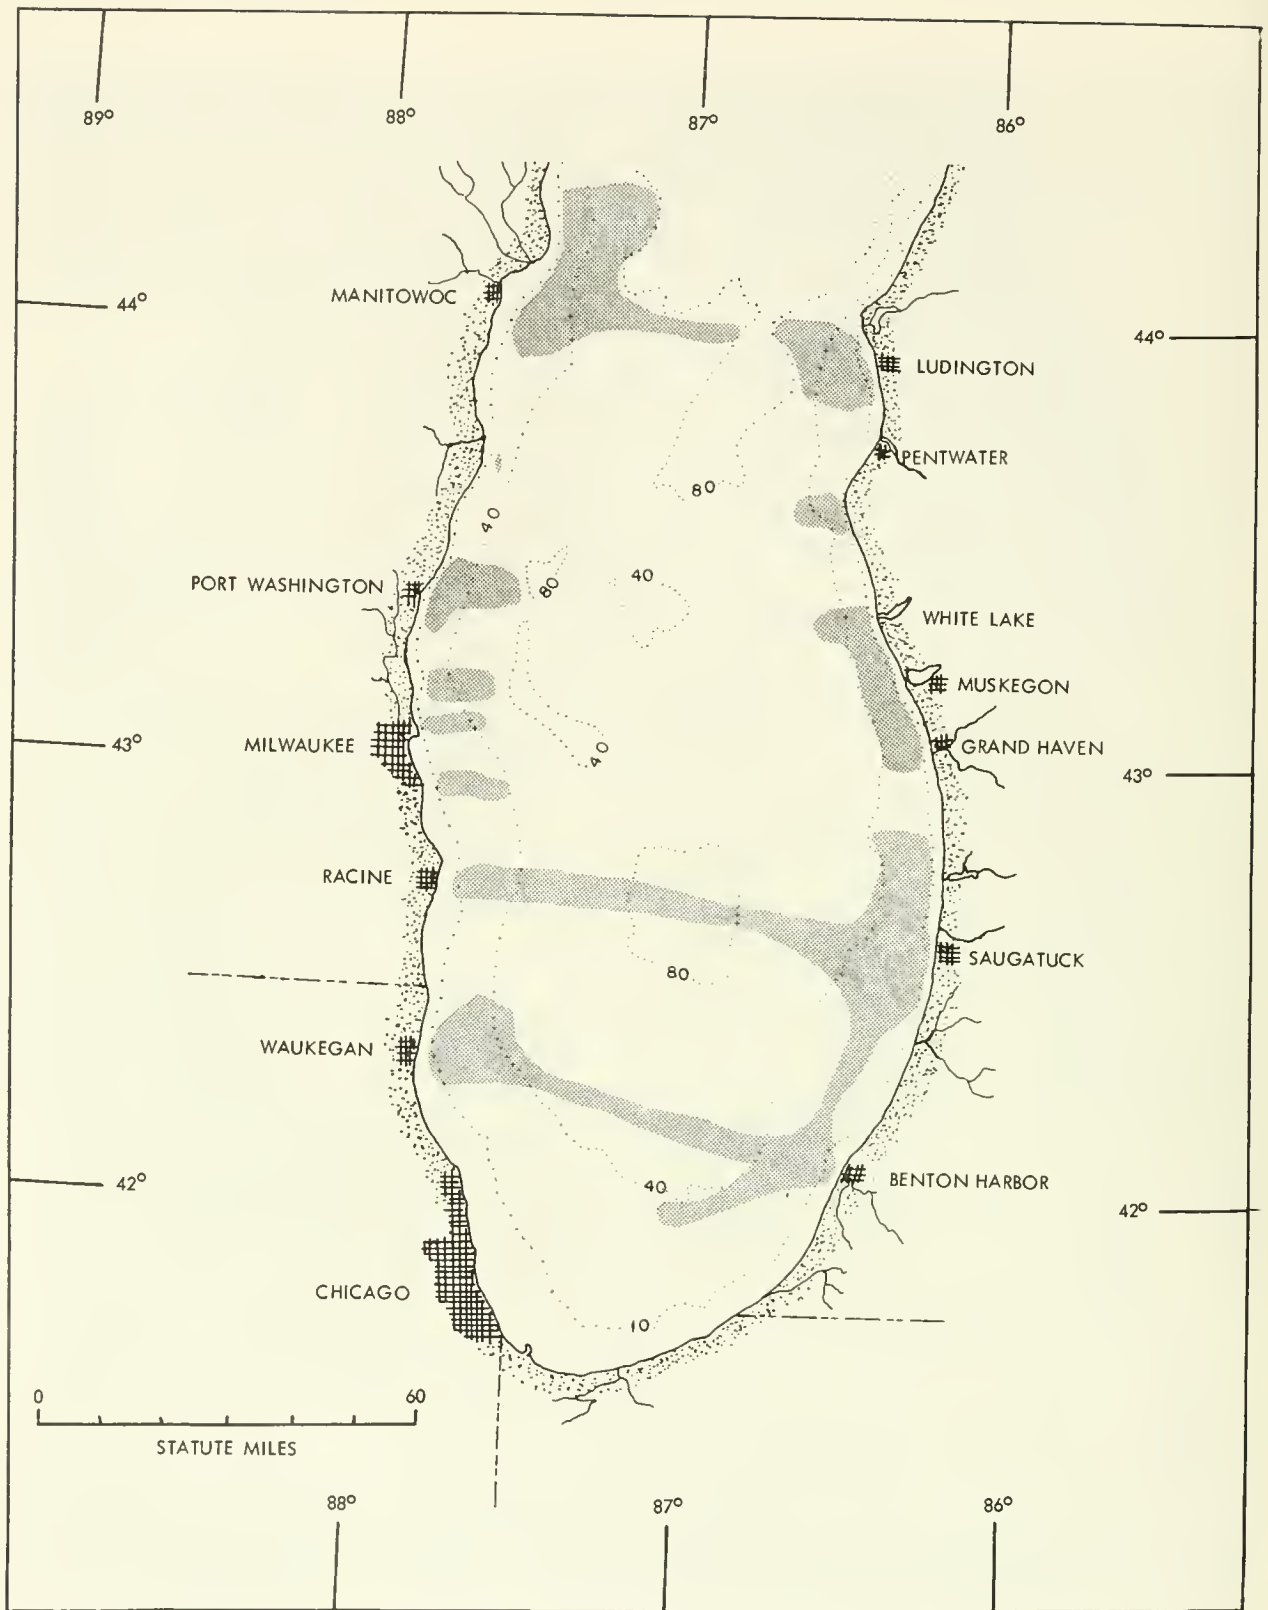 89° 88° 87° 86°
MANITOWOC
44°
44°
LUDINGTON
PENTWATER
80
40
PORT WASHINGTON
80
40
WHITE LAKE
MUSKEGON
43°
MILWAUKEE
40
GRAND HAVEN
43°
RACINE
80
SAUGATUCK
WAUKEGAN
42°
40
BENTON HARBOR
42°
CHICAGO
10
0 60
STATUTE MILES
88° 87° 86°